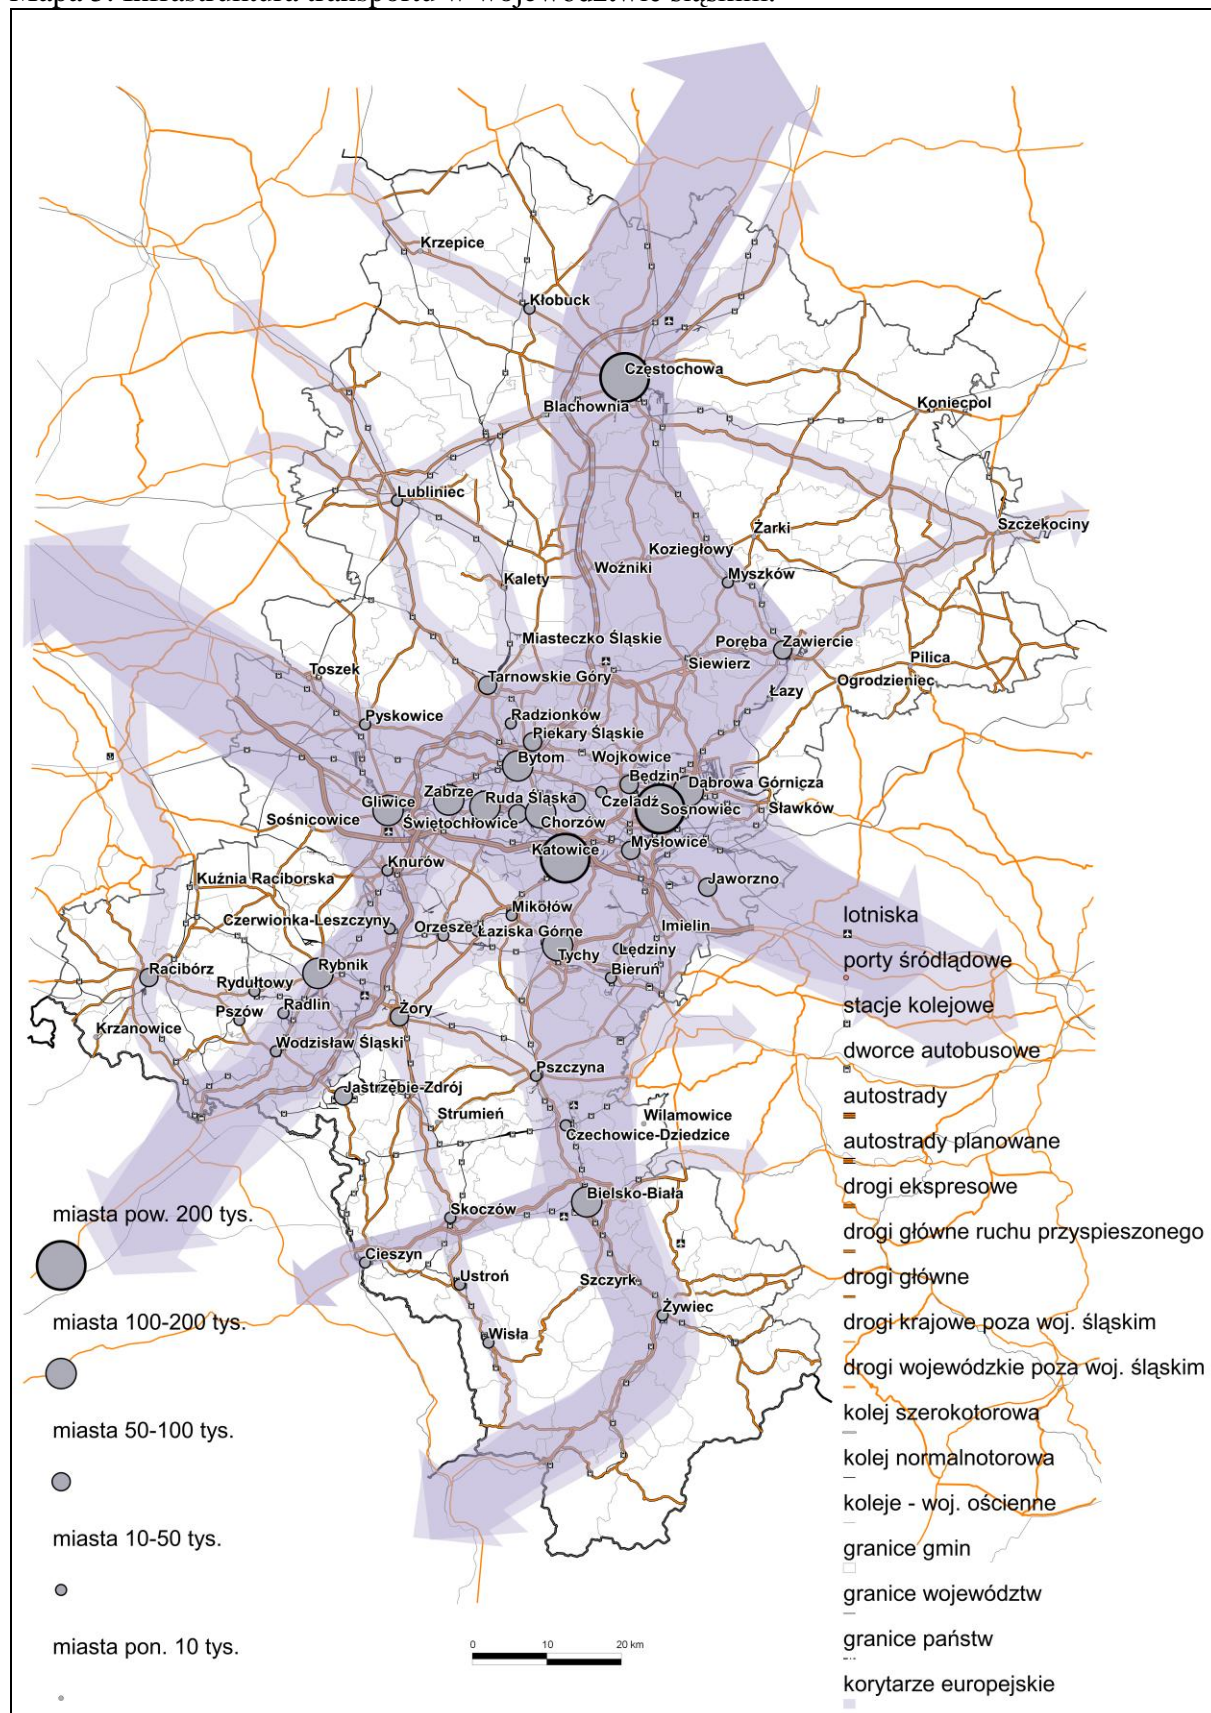 Mapa 3. Infrastruktura transportu w województwie śląskim.
Krzepice
Kłobuck
Częstochowa
Blachownia
Koniecpol
Lubliniec
Szczekociny
Żarki
Koziegłowy
Woźniki
Myszków
Kalety
Miasteczko Śląskie
Poręba
Zawiercie
Siewierz
Pilica
Toszek
Tarnowskie Góry
Ogrodzieniec
Łazy
Pyskowice
Radzionków
Piekary Śląskie
Bytom
Wojkowice
Będzin
Dąbrowa Górnicza
Zabrze
Gliwice
Ruda Śląska
Czeladź
Sosnowiec
Sławków
Sośnicowice
Świętochłowice
Chorzów
Katowice
Mysłowice
Knurów
Kuźnia Raciborska
Jaworzno
Mikołów
Czerwionka-Leszczyny
Orzesze
Łaziska Górne
Imielin
Tychy
Lędziny
Racibórz
Rybnik
Bieruń
Rydułtowy
Pszów
Radlin
Żory
Krzanowice
Wodzisław Śląski
Pszczyna
Jastrzębie-Zdrój
Strumień
Wilamowice
Czechowice-Dziedzice
Bielsko-Biała
Skoczów
Cieszyn
Ustroń
Szczyrk
Żywiec
Wisła
miasta pow. 200 tys.
miasta 100-200 tys.
miasta 50-100 tys.
miasta 10-50 tys.
miasta pon. 10 tys.
0 10 20 km
lotniska
porty śródlądowe
stacje kolejowe
dworce autobusowe
autostrady
autostrady planowane
drogi ekspresowe
drogi główne ruchu przyspieszonego
drogi główne
drogi krajowe poza woj. śląskim
drogi wojewódzkie poza woj. śląskim
kolej szerokotorowa
kolej normalnotorowa
koleje - woj. ościenne
granice gmin
granice województw
granice państw
korytarze europejskie